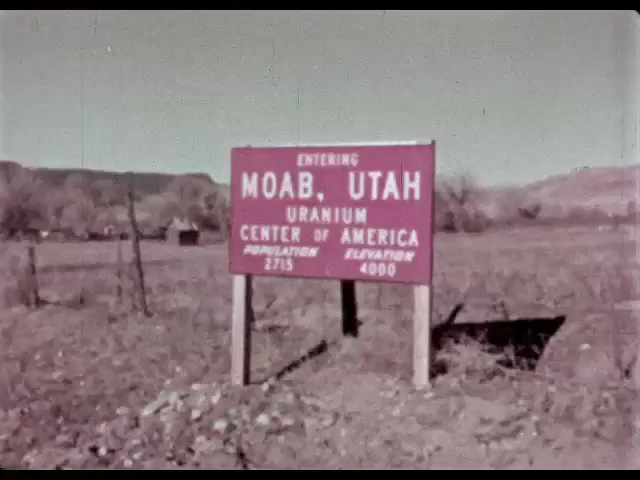 ENTERING
MOAB, UTAH
URANIUM
CENTER OF AMERICA
POPULATION ELEVATION
2715 4000